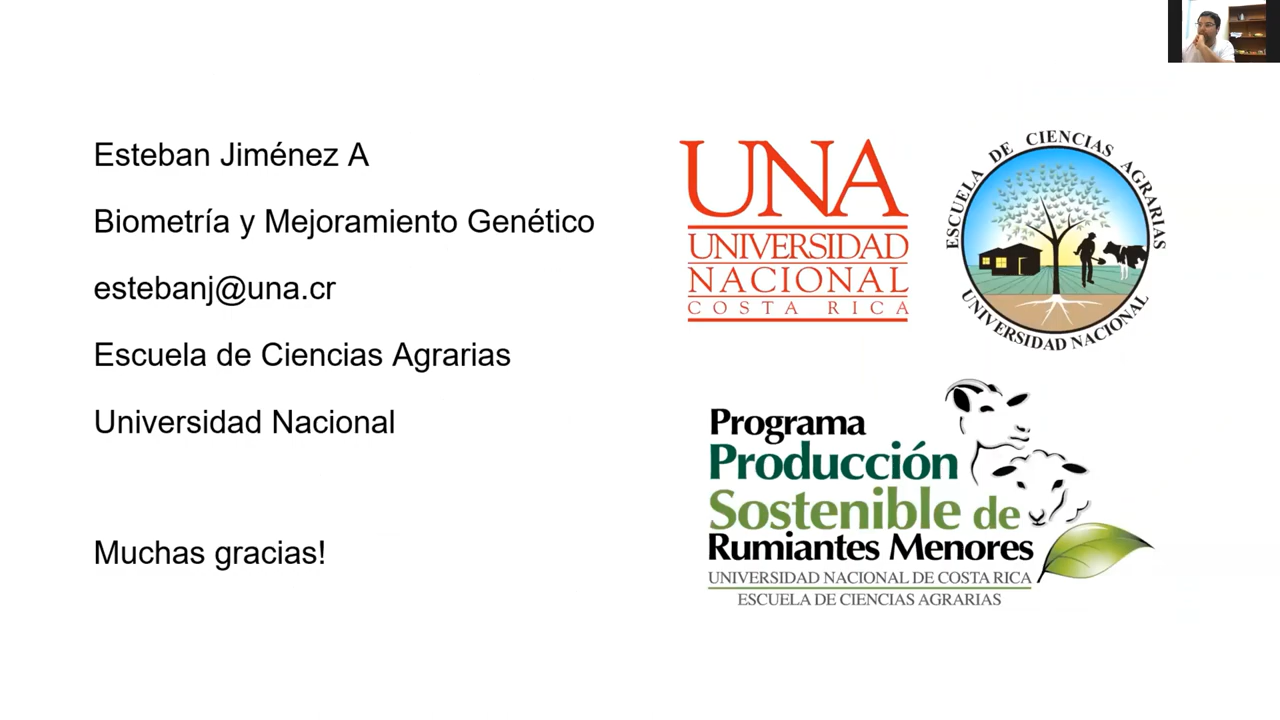 Esteban Jiménez A
Biometría y Mejoramiento Genético
estebanj@una.cr
Escuela de Ciencias Agrarias
Universidad Nacional
Muchas gracias!
UNA
UNIVERSIDAD
NACIONAL
COSTA RICA
ESCUELA DE CIENCIAS AGRARIAS
UNIVERSIDAD NACIONAL
Programa
Producción
Sostenible de
Rumiantes Menores
UNIVERSIDAD NACIONAL DE COSTA RICA
ESCUELA DE CIENCIAS AGRARIAS